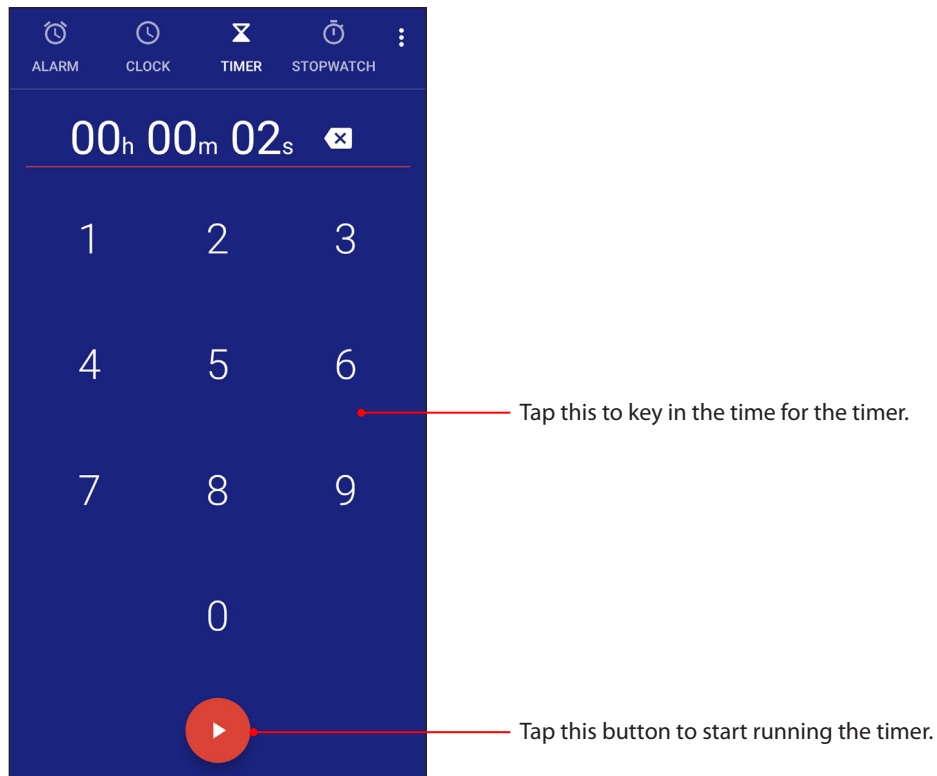 ALARM CLOCK TIMER STOPWATCH
00h 00m 02s
1 2 3
4 5 6
Tap this to key in the time for the timer.
7 8 9
0
Tap this button to start running the timer.